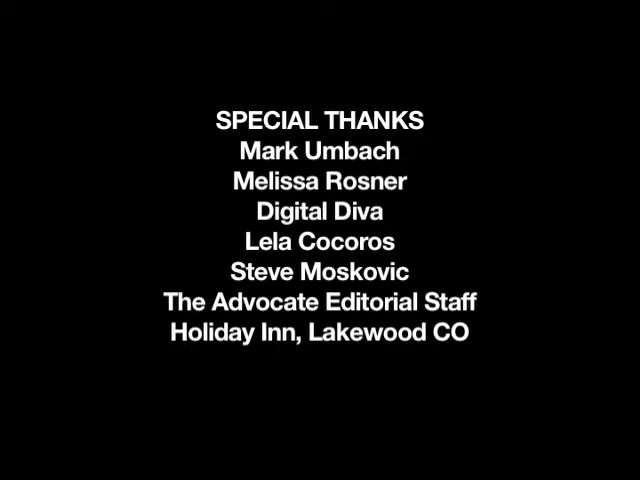 SPECIAL THANKS
Mark Umbach
Melissa Rosner
Digital Diva
Lela Cocoros
Steve Moskovic
The Advocate Editorial Staff
Holiday Inn, Lakewood CO